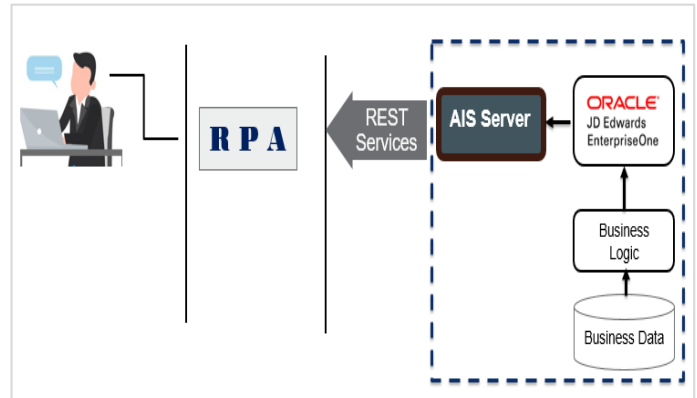 R P A
REST
Services
AIS Server
ORACLE
JD Edwards
EnterpriseOne
Business
Logic
Business Data